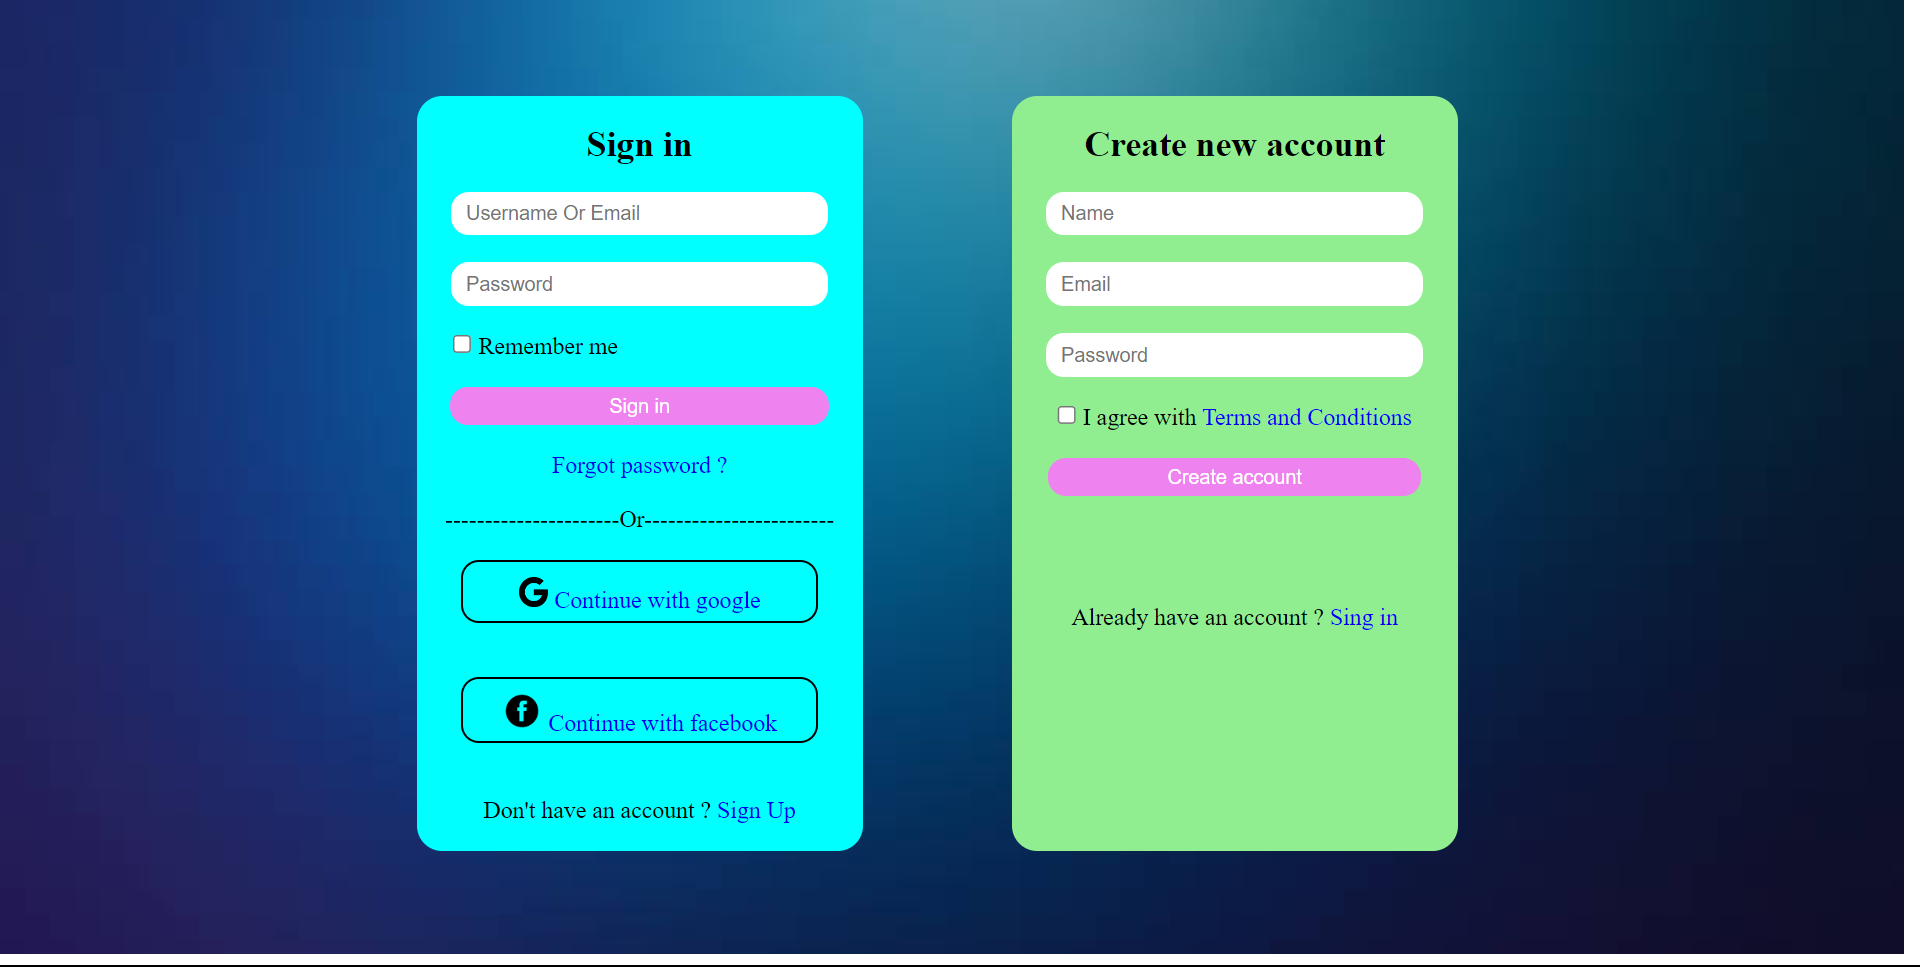 Sign in
Username Or Email
Password
Remember me
Sign in
Forgot password ?
----------------------Or------------------------
Continue with google
Continue with facebook
Don't have an account ? Sign Up
Create new account
Name
Email
Password
I agree with Terms and Conditions
Create account
Already have an account ? Sing in